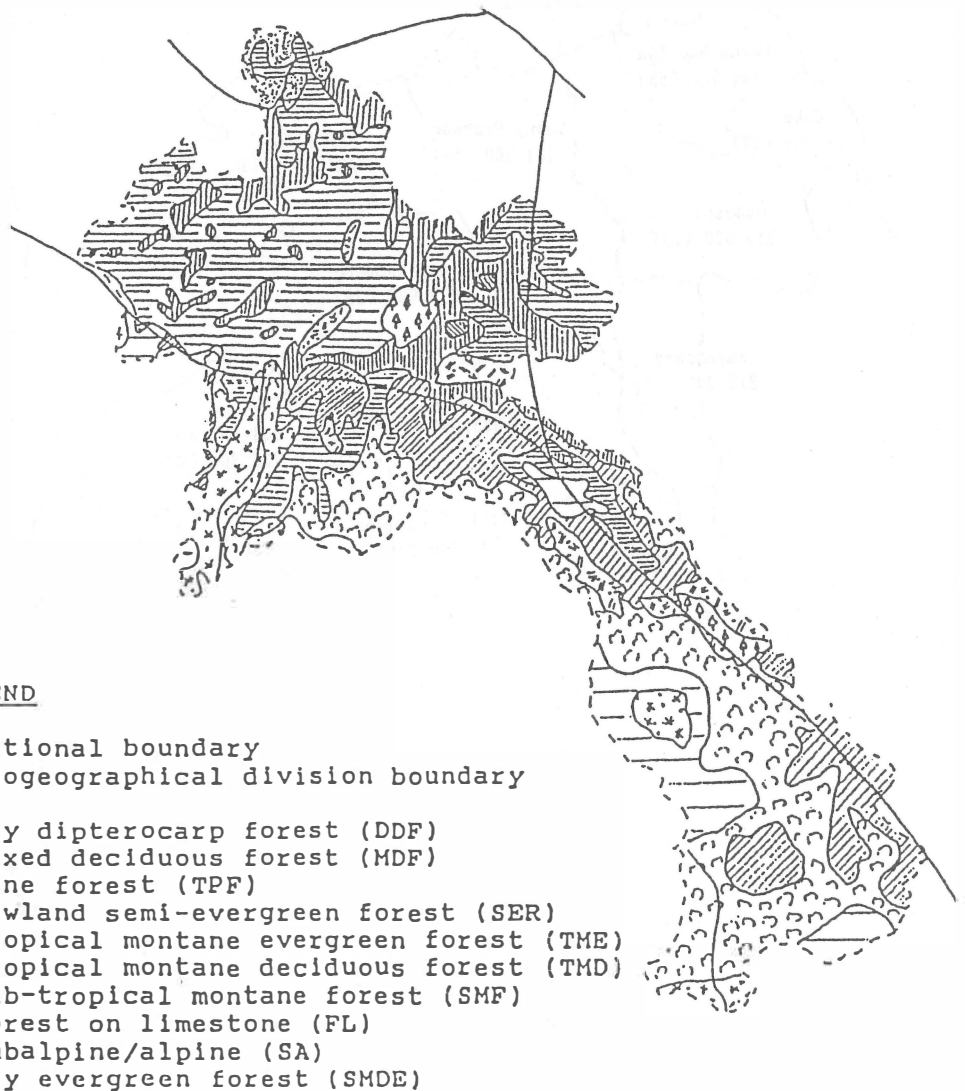 END
tional boundary
ogeographical division boundary
y dipterocarp forest (DDF)
xed deciduous forest (MDF)
ne forest (TPF)
wland semi-evergreen forest (SER)
opical montane evergreen forest (TME)
opical montane deciduous forest (TMD)
b-tropical montane forest (SMF)
rest on limestone (FL)
balpine/alpine (SA)
y evergreen forest (SMDE)